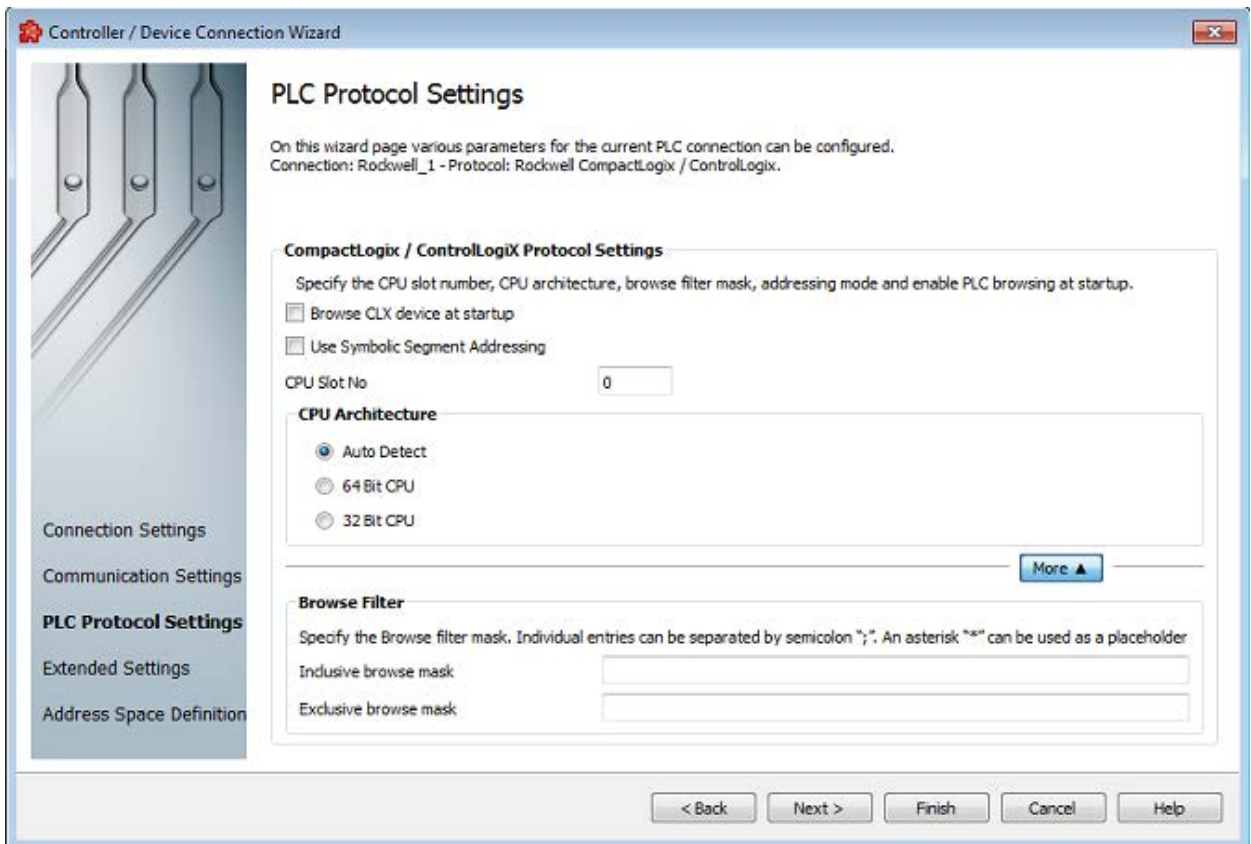 Controller / Device Connection Wizard
PLC Protocol Settings
On this wizard page various parameters for the current PLC connection can be configured.
Connection: Rockwell_1 - Protocol: Rockwell CompactLogix / ControlLogix.
CompactLogix / ControlLogiX Protocol Settings
Specify the CPU slot number, CPU architecture, browse filter mask, addressing mode and enable PLC browsing at startup.
Browse CLX device at startup
Use Symbolic Segment Addressing
CPU Slot No 0
CPU Architecture
Auto Detect
64 Bit CPU
32 Bit CPU
More ▲
Browse Filter
Specify the Browse filter mask. Individual entries can be separated by semicolon ";". An asterisk "*" can be used as a placeholder
Inclusive browse mask
Exclusive browse mask
Connection Settings
Communication Settings
PLC Protocol Settings
Extended Settings
Address Space Definition
< Back Next > Finish Cancel Help